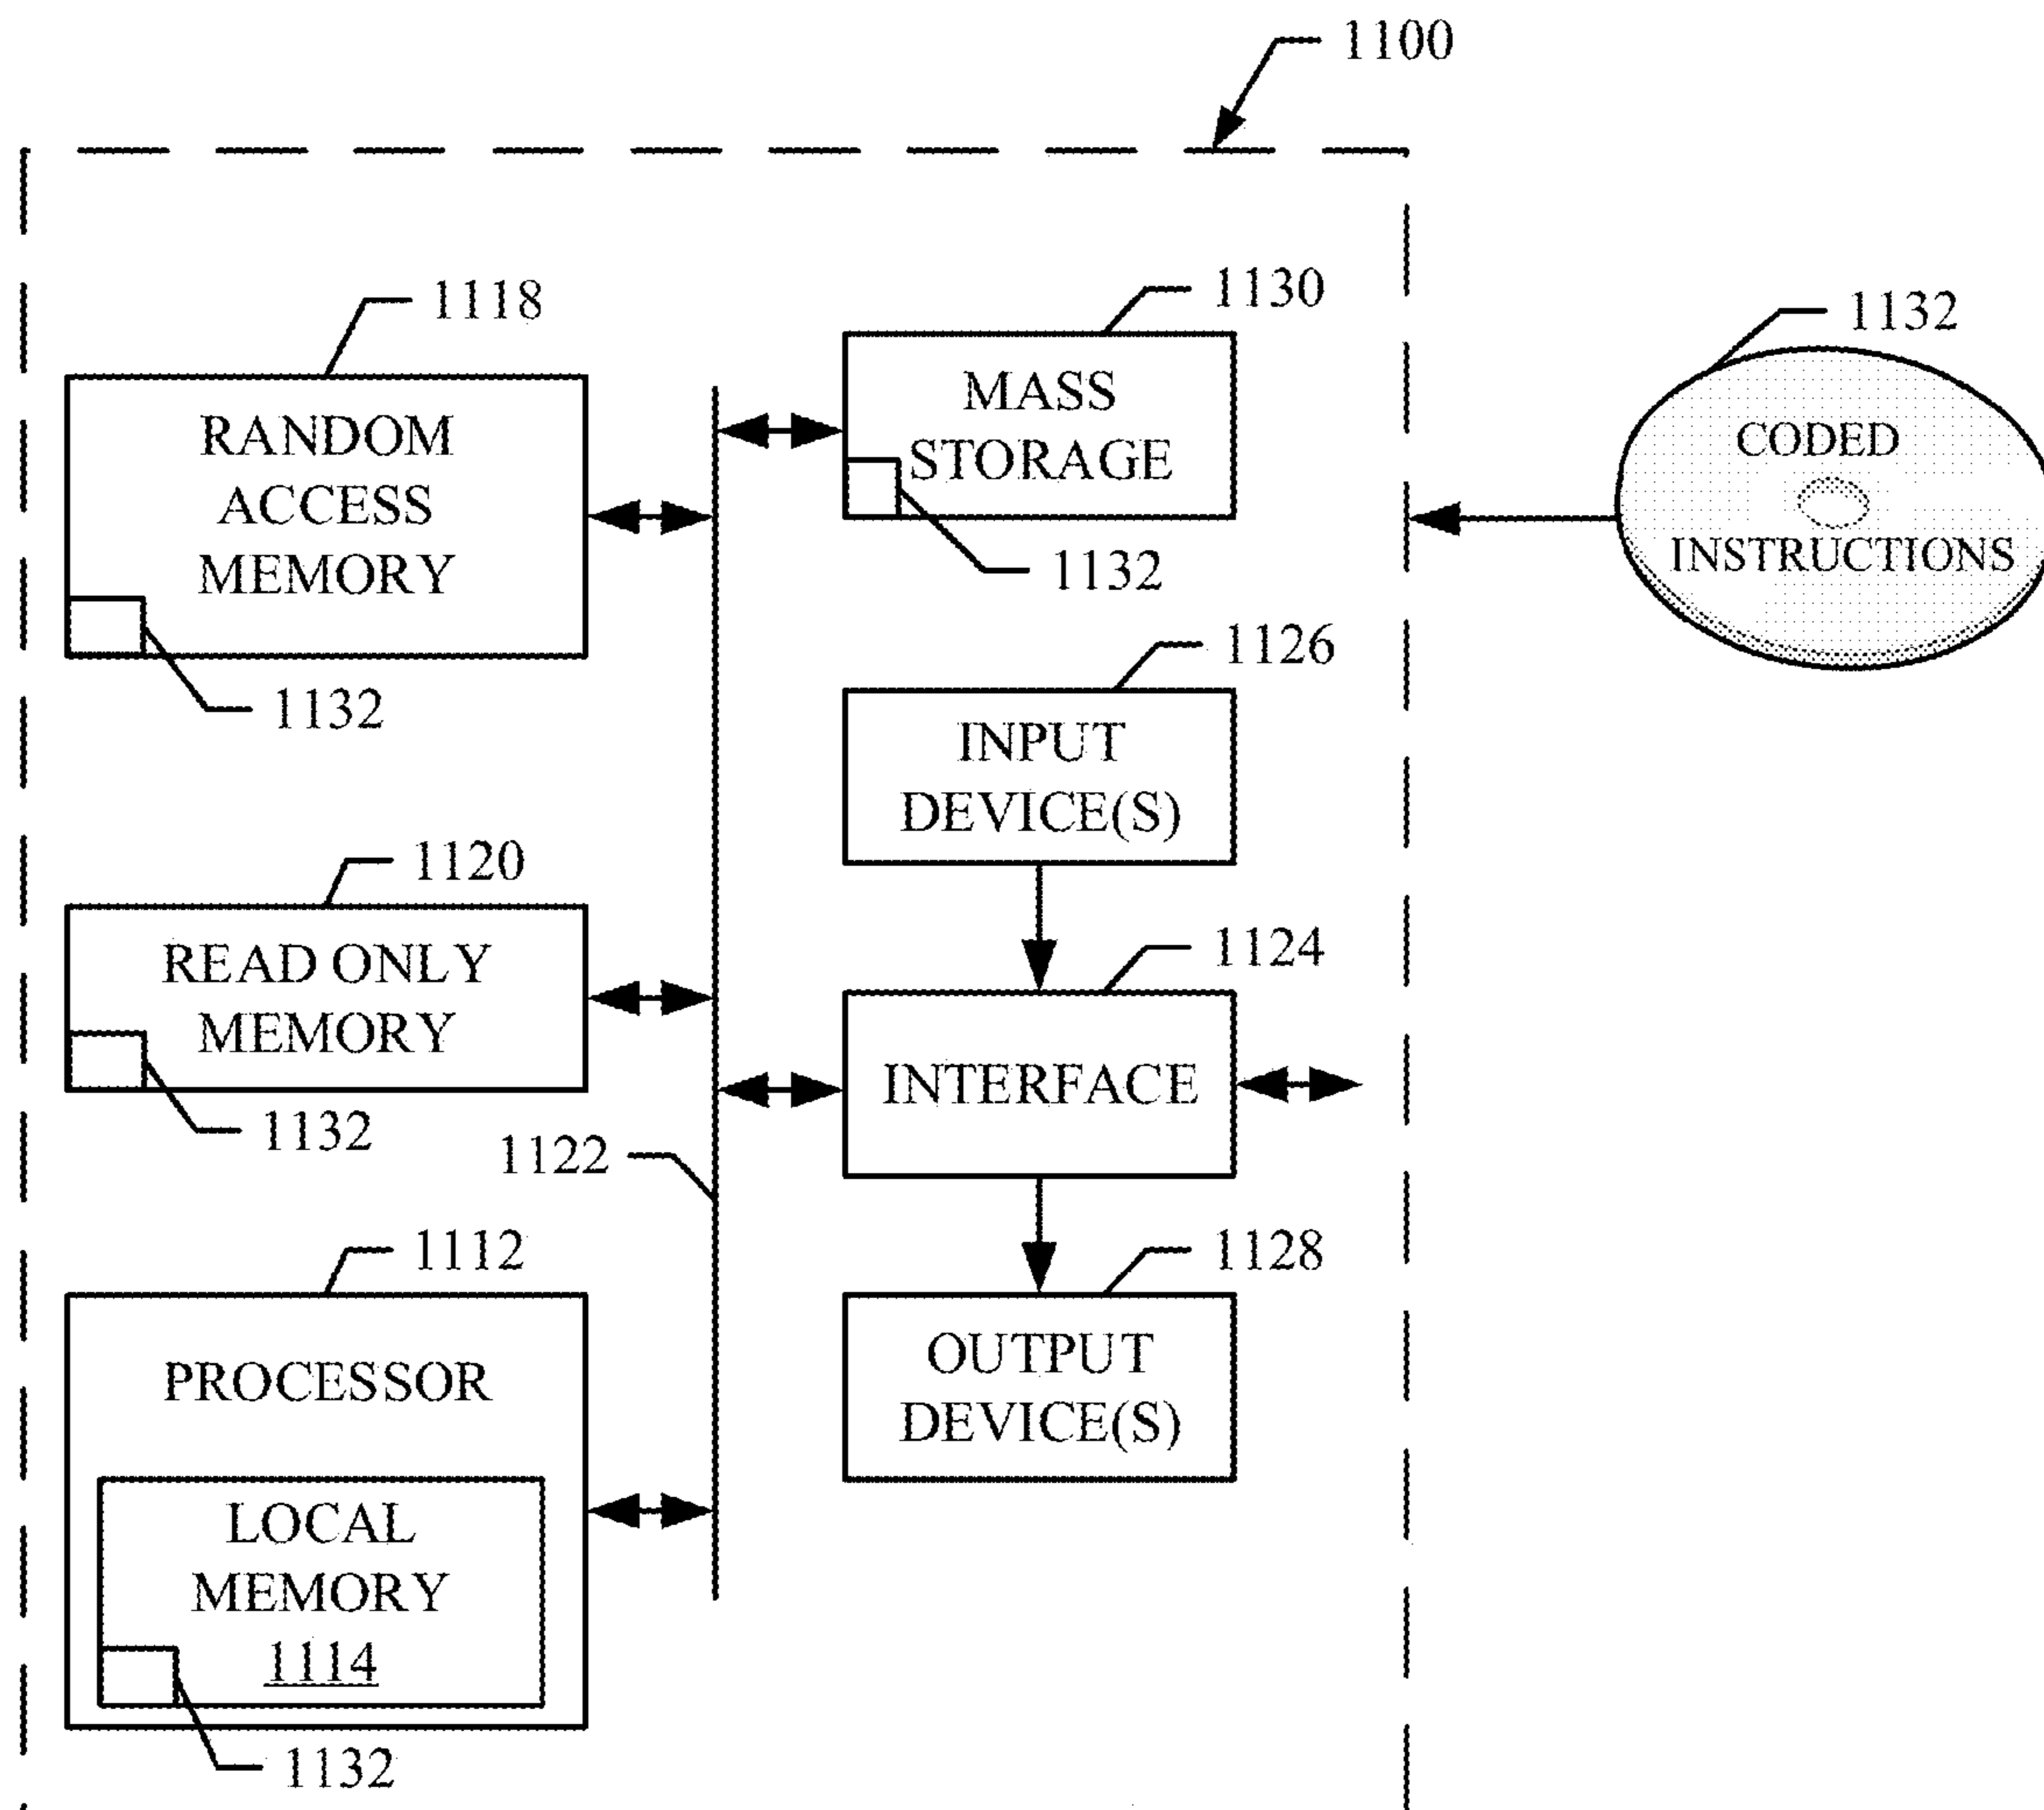 1100
1118
RANDOM
ACCESS
MEMORY
1132
1130
MASS
STORAGE
1132
1132
CODED
INSTRUCTIONS
1126
INPUT
DEVICE(S)
1120
READ ONLY
MEMORY
1132
1124
INTERFACE
1122
1112
PROCESSOR
LOCAL
MEMORY
1114
1132
1128
OUTPUT
DEVICE(S)